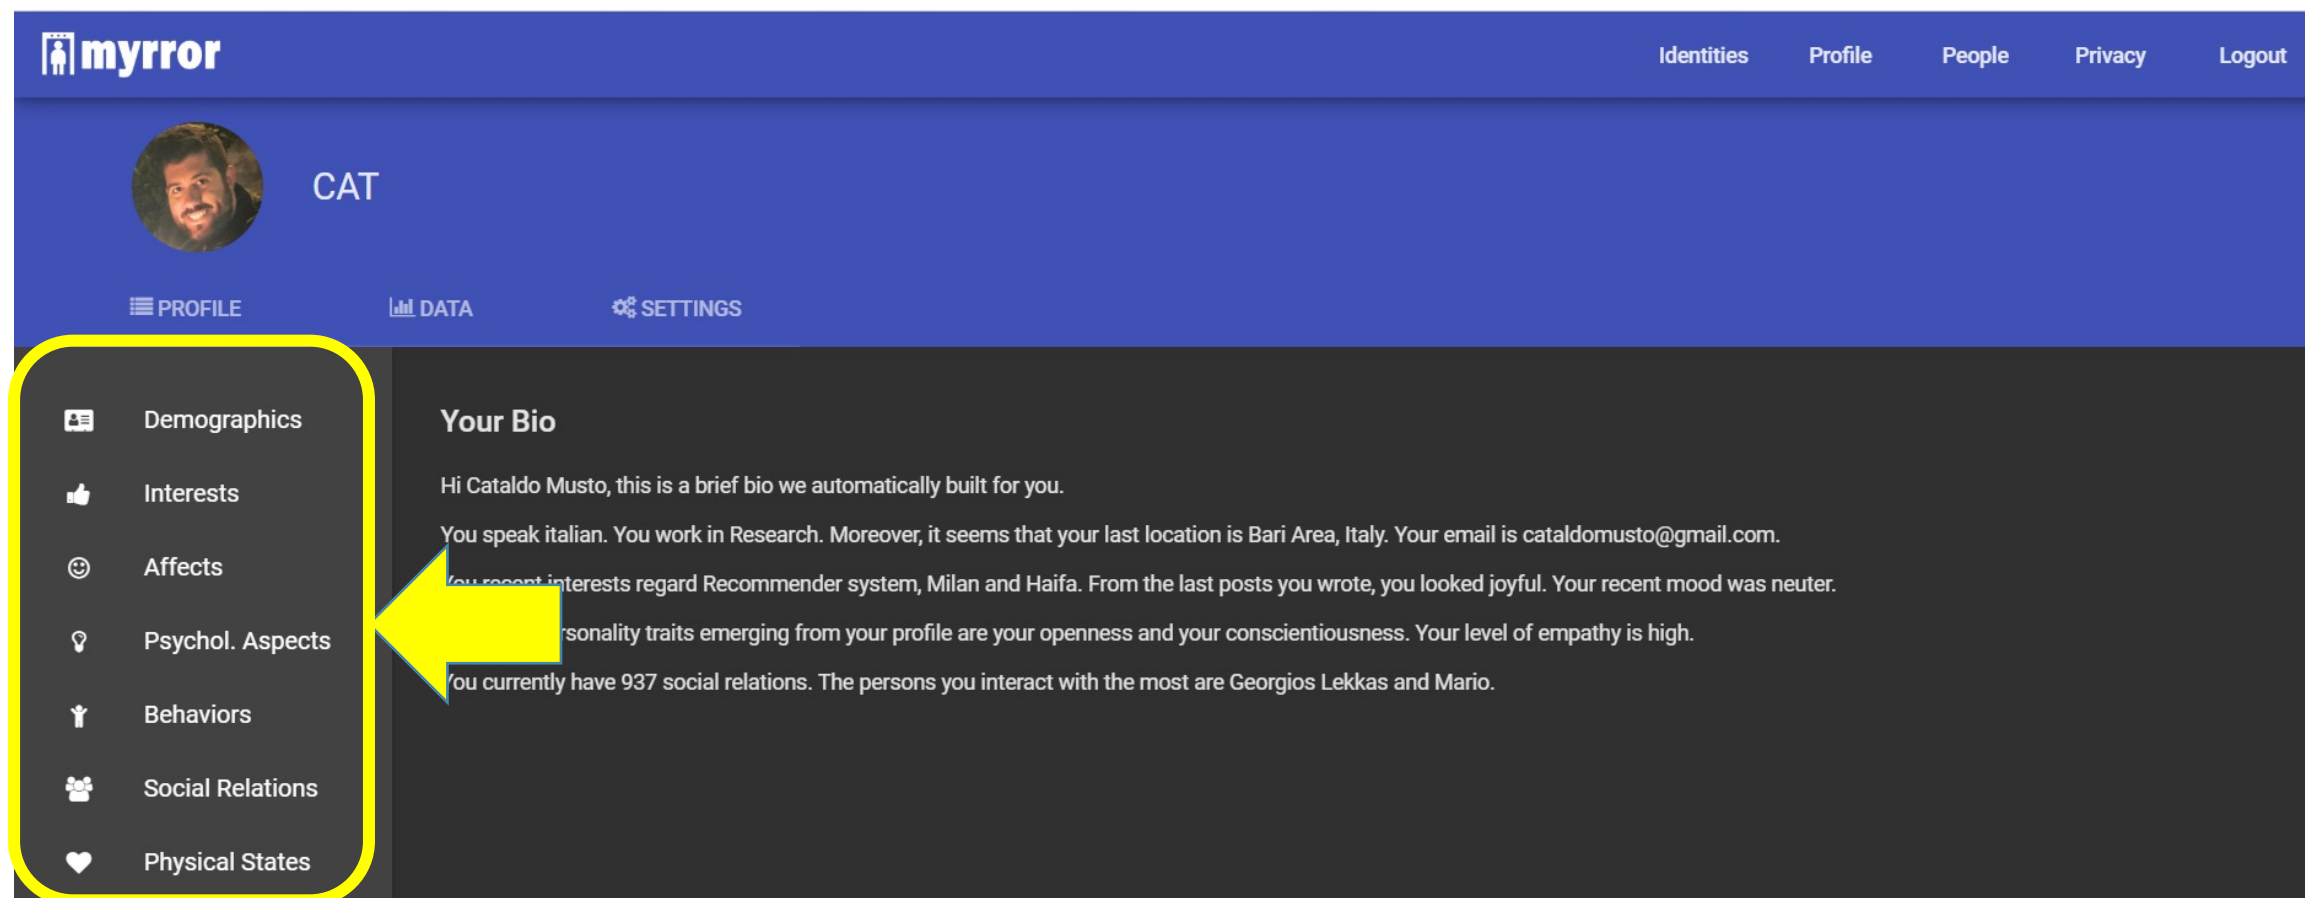 myrror
Identities Profile People Privacy Logout
CAT
PROFILE DATA SETTINGS
Demographics
Interests
Affects
Psychol. Aspects
Behaviors
Social Relations
Physical States
Your Bio
Hi Cataldo Musto, this is a brief bio we automatically built for you.
You speak italian. You work in Research. Moreover, it seems that your last location is Bari Area, Italy. Your email is cataldomusto@gmail.com.
You recent interests regard Recommender system, Milan and Haifa. From the last posts you wrote, you looked joyful. Your recent mood was neuter.
traits emerging from your profile are your openness and your conscientiousness. Your level of empathy is high.
You currently have 937 social relations. The persons you interact with the most are Georgios Lekkas and Mario.